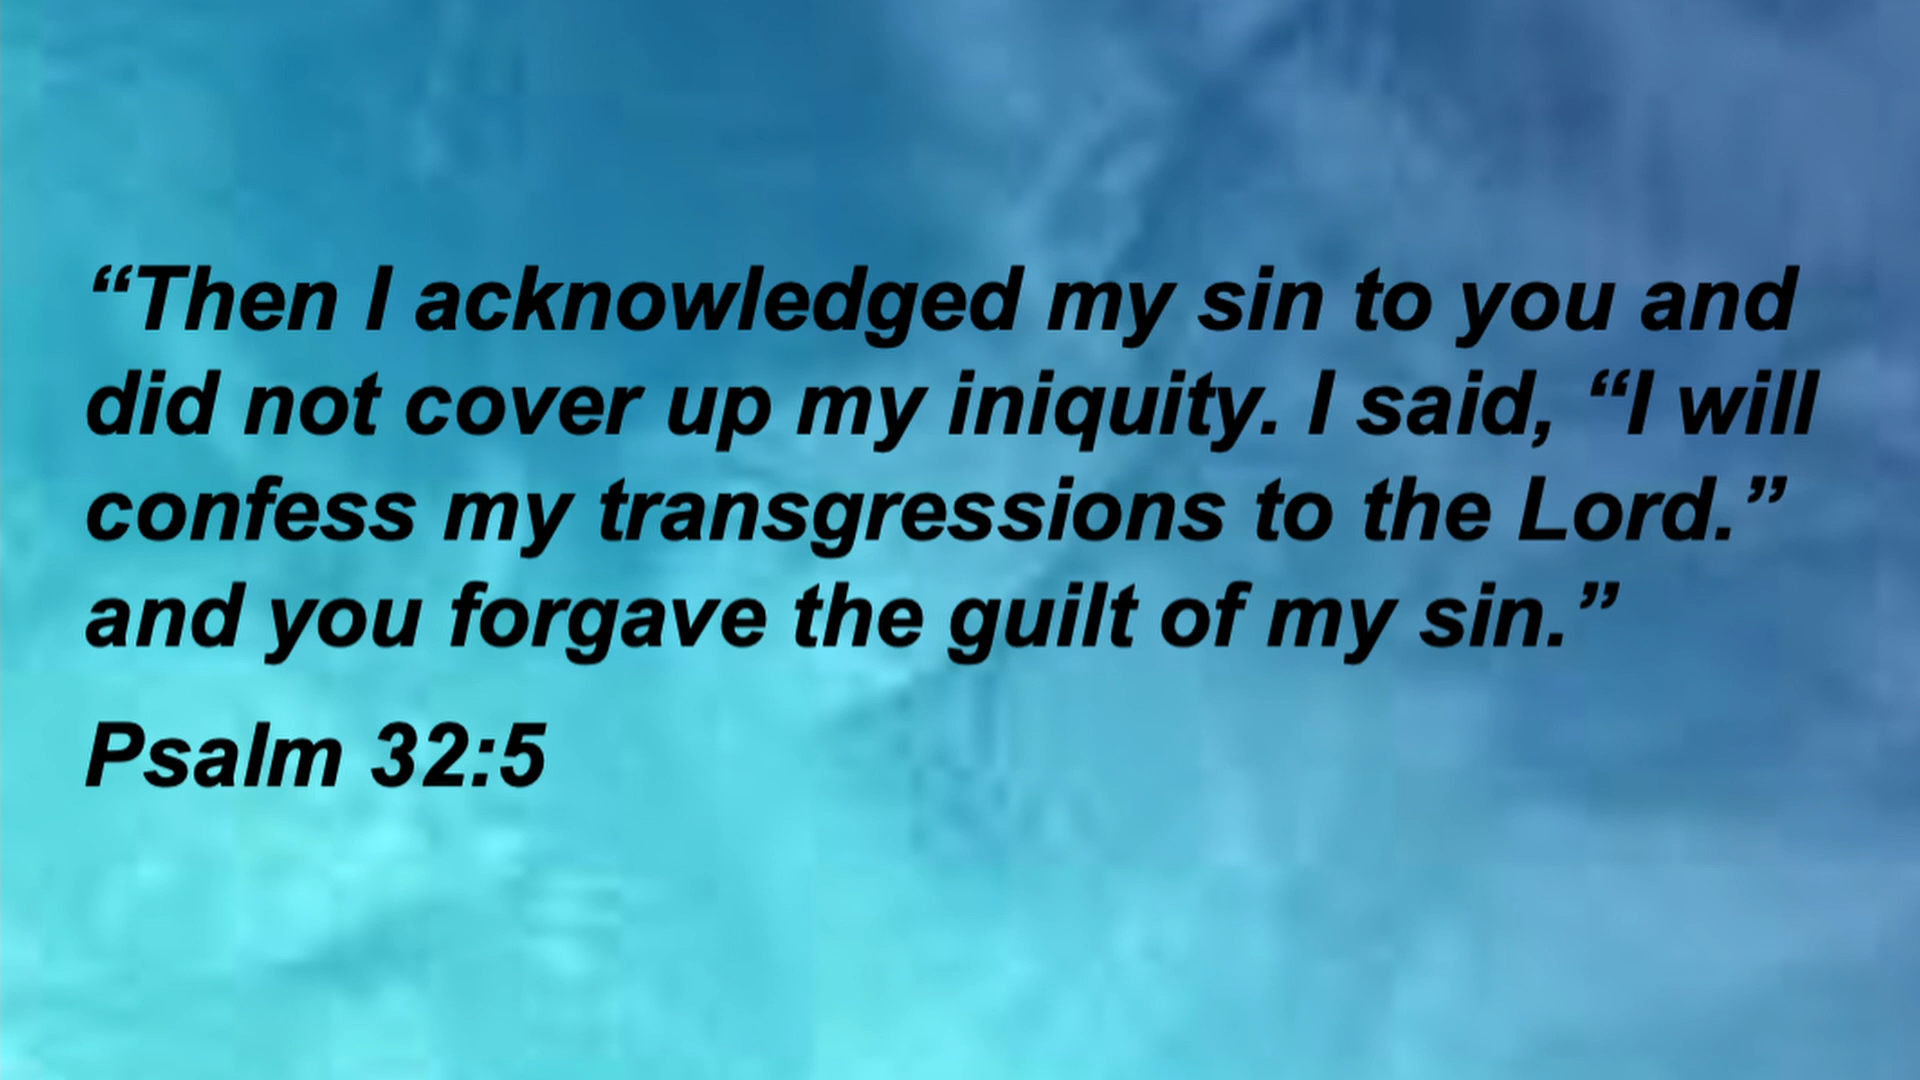 “Then I acknowledged my sin to you and
did not cover up my iniquity. I said, “I will
confess my transgressions to the Lord.”
and you forgave the guilt of my sin.”
Psalm 32:5